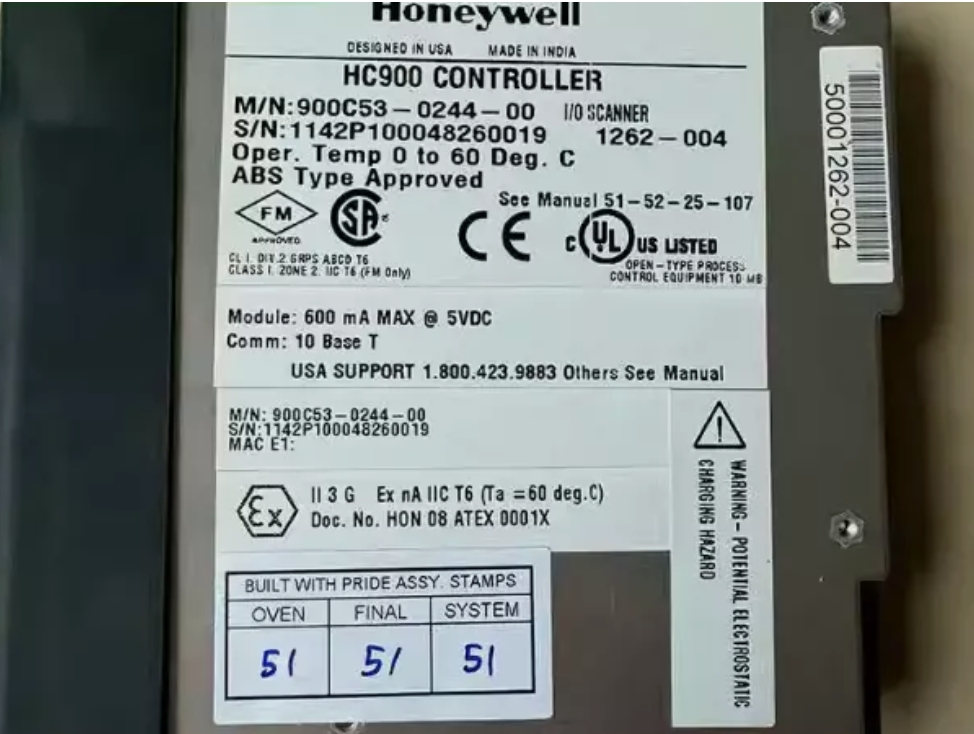 Honeywell
DESIGNED IN USA MADE IN INDIA
HC900 CONTROLLER
M/N:900C53-0244-00 I/O SCANNER
S/N:1142P100048260019 1262-004
Oper. Temp 0 to 60 Deg. C
ABS Type Approved
See Manual 51-52-25-107
FM
APPROVED
SA
CE
C UL US LISTED
CL I. DIV.2 GRPS ABCD T6
CLASS I. ZONE 2. IIC T6 (FM Only)
OPEN-TYPE PROCESS
CONTROL EQUIPMENT 10 MB
Module: 600 mA MAX @ 5VDC
Comm: 10 Base T
USA SUPPORT 1.800.423.9883 Others See Manual
M/N: 900C53-0244-00
S/N:1142P100048260019
MAC E1:
Ex
II 3 G Ex nA IIC T6 (Ta =60 deg.C)
Doc. No. HON 08 ATEX 0001X
WARNING - POTENTIAL ELECTROSTATIC
CHARGING HAZARD
BUILT WITH PRIDE ASSY. STAMPS
OVEN FINAL SYSTEM
51 51 51
50001262-004